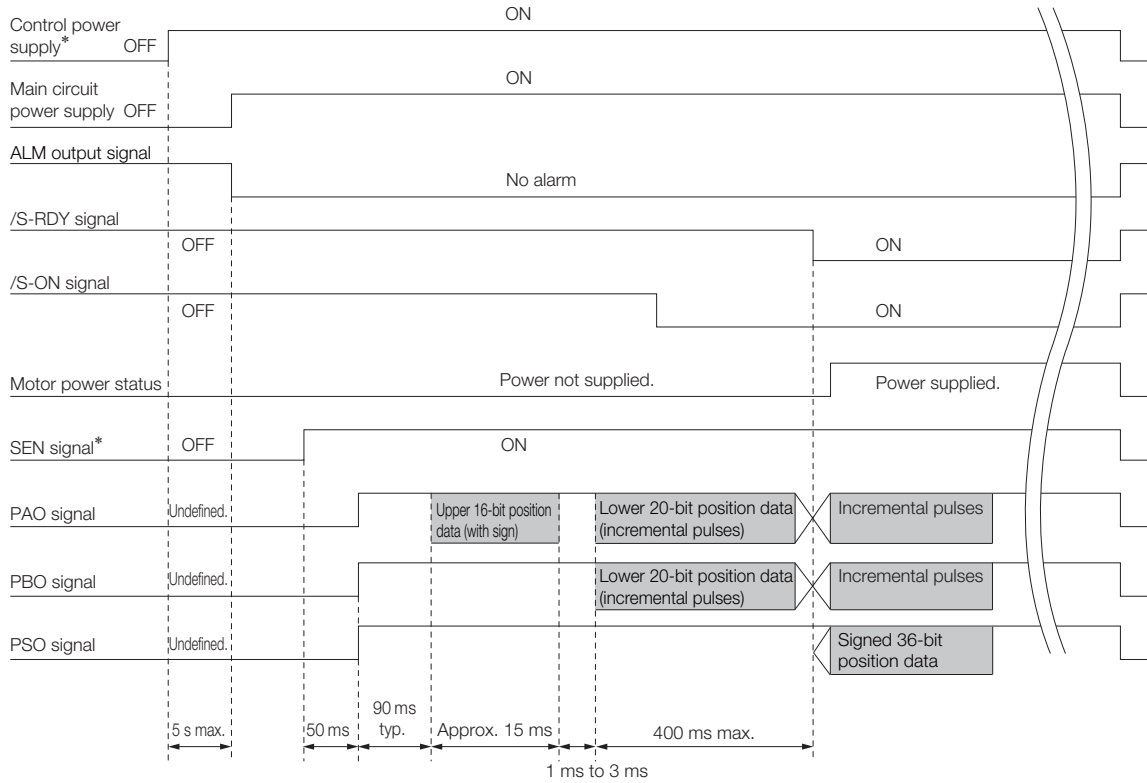 ON
Control power
supply* OFF
ON
Main circuit
power supply OFF
ALM output signal
No alarm
/S-RDY signal
OFF ON
/S-ON signal
OFF ON
Motor power status Power not supplied. Power supplied.
SEN signal* OFF ON
PAO signal Undefined. Upper 16-bit position
data (with sign) Lower 20-bit position data
(incremental pulses) Incremental pulses
PBO signal Undefined. Lower 20-bit position data
(incremental pulses) Incremental pulses
PSO signal Undefined. Signed 36-bit
position data
5 s max. 50 ms 90 ms
typ. Approx. 15 ms 400 ms max.
1 ms to 3 ms